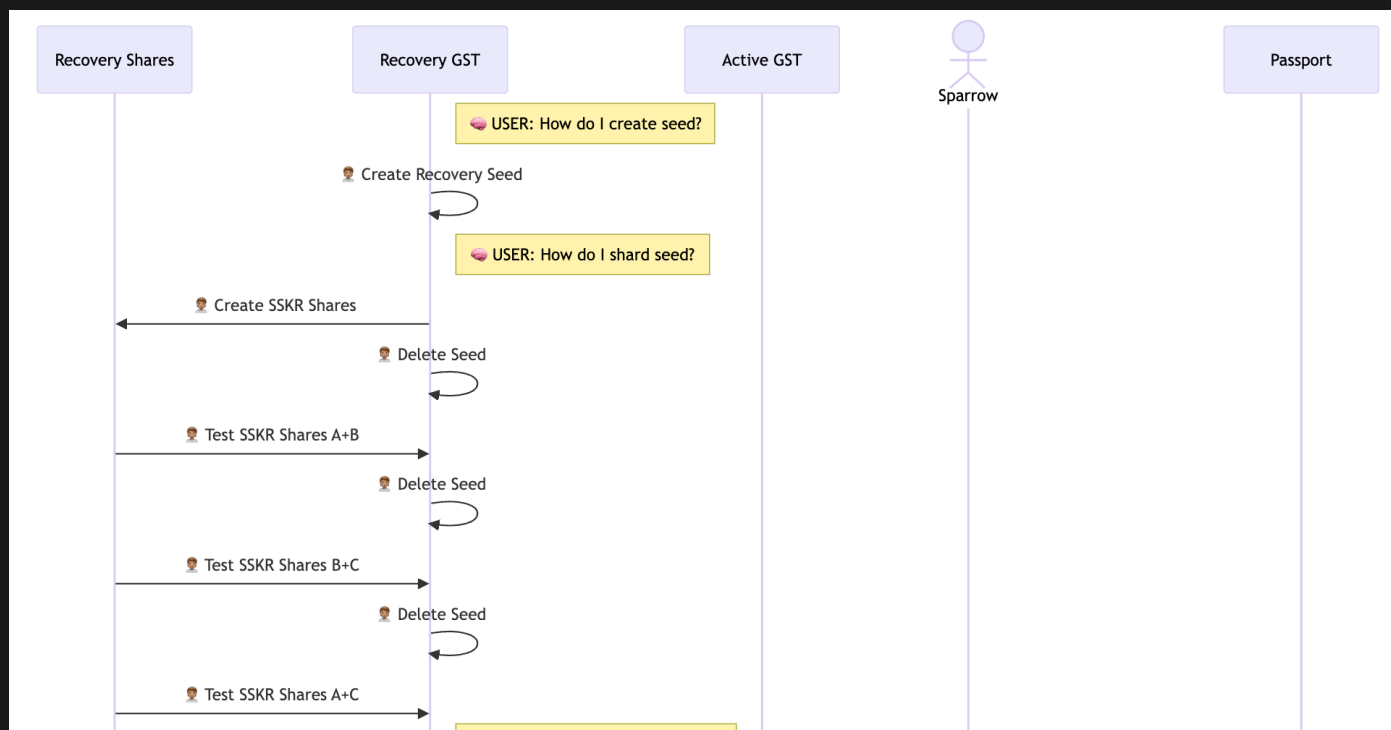 Recovery Shares
Recovery GST
Active GST
Sparrow
Passport
🧠 USER: How do I create seed?
Create Recovery Seed
🧠 USER: How do I shard seed?
Create SSKR Shares
Delete Seed
Test SSKR Shares A+B
Delete Seed
Test SSKR Shares B+C
Delete Seed
Test SSKR Shares A+C